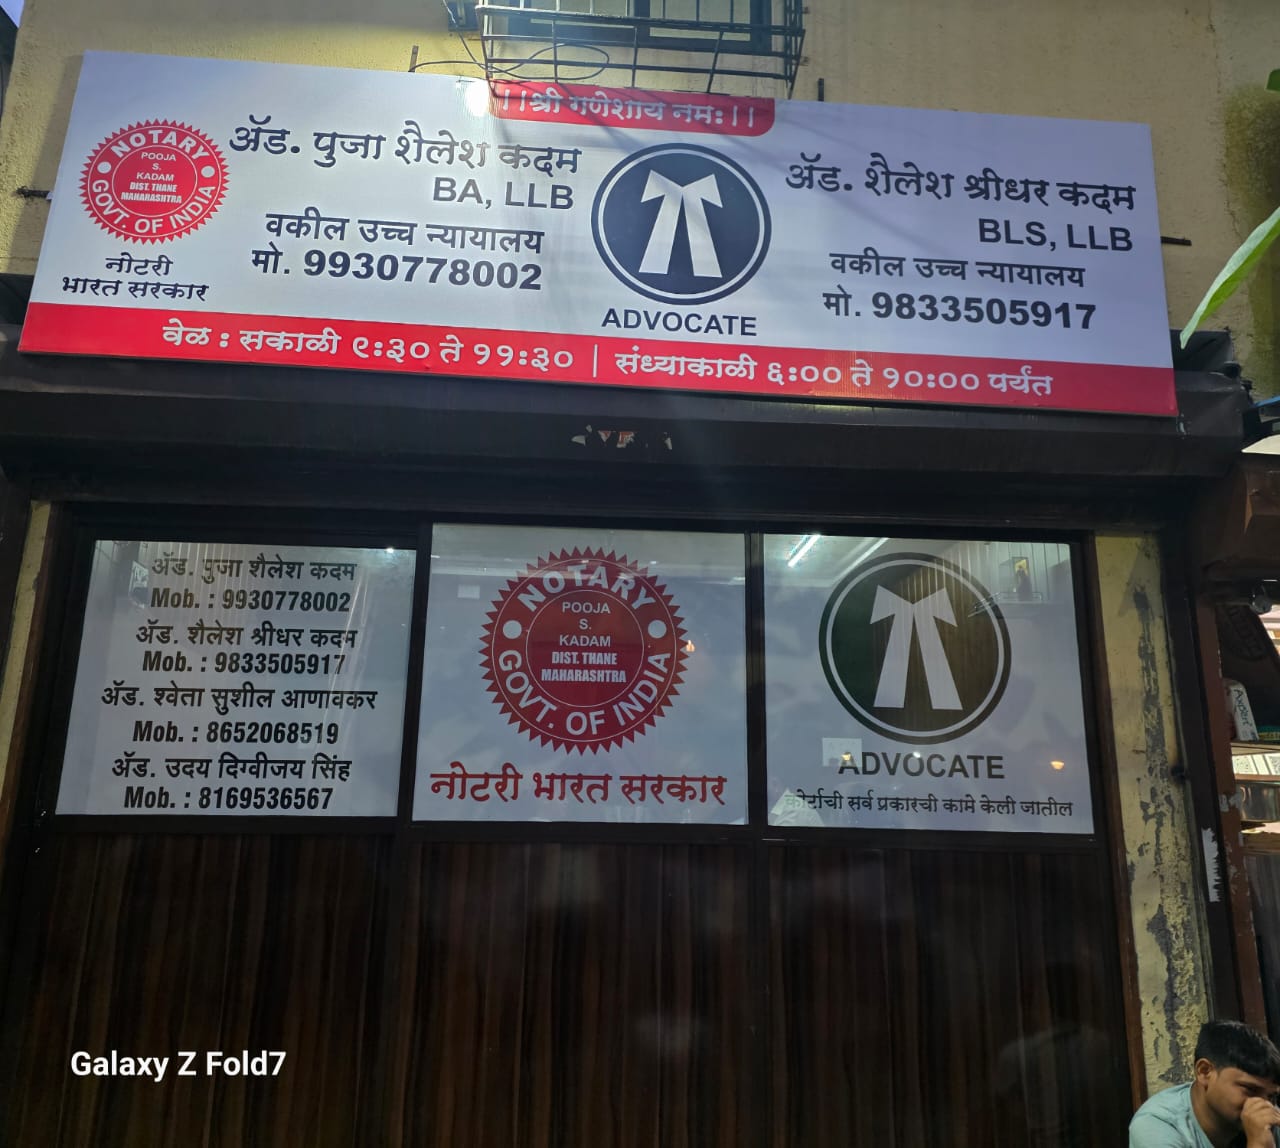 ||श्री गणेशाय नमः||
NOTARY
POOJA
S.
KADAM
DIST. THANE
MAHARASHTRA
GOVT. OF INDIA
नोटरी
भारत सरकार
ॲड. पुजा शैलेश कदम
BA, LLB
वकील उच्च न्यायालय
मो. 9930778002
ADVOCATE
ॲड. शैलेश श्रीधर कदम
BLS, LLB
वकील उच्च न्यायालय
मो. 9833505917
वेळ : सकाळी ९:३० ते ११:३० | संध्याकाळी ६:०० ते १०:०० पर्यंत
ॲड. पुजा शैलेश कदम
Mob. : 9930778002
ॲड. शैलेश श्रीधर कदम
Mob. : 9833505917
ॲड. श्वेता सुशील आणावकर
Mob. : 8652068519
ॲड. उदय दिग्वीजय सिंह
Mob. : 8169536567
NOTARY
POOJA
S.
KADAM
DIST. THANE
MAHARASHTRA
GOVT. OF INDIA
नोटरी भारत सरकार
ADVOCATE
कोर्टाची सर्व प्रकारची कामे केली जातील
Galaxy Z Fold7